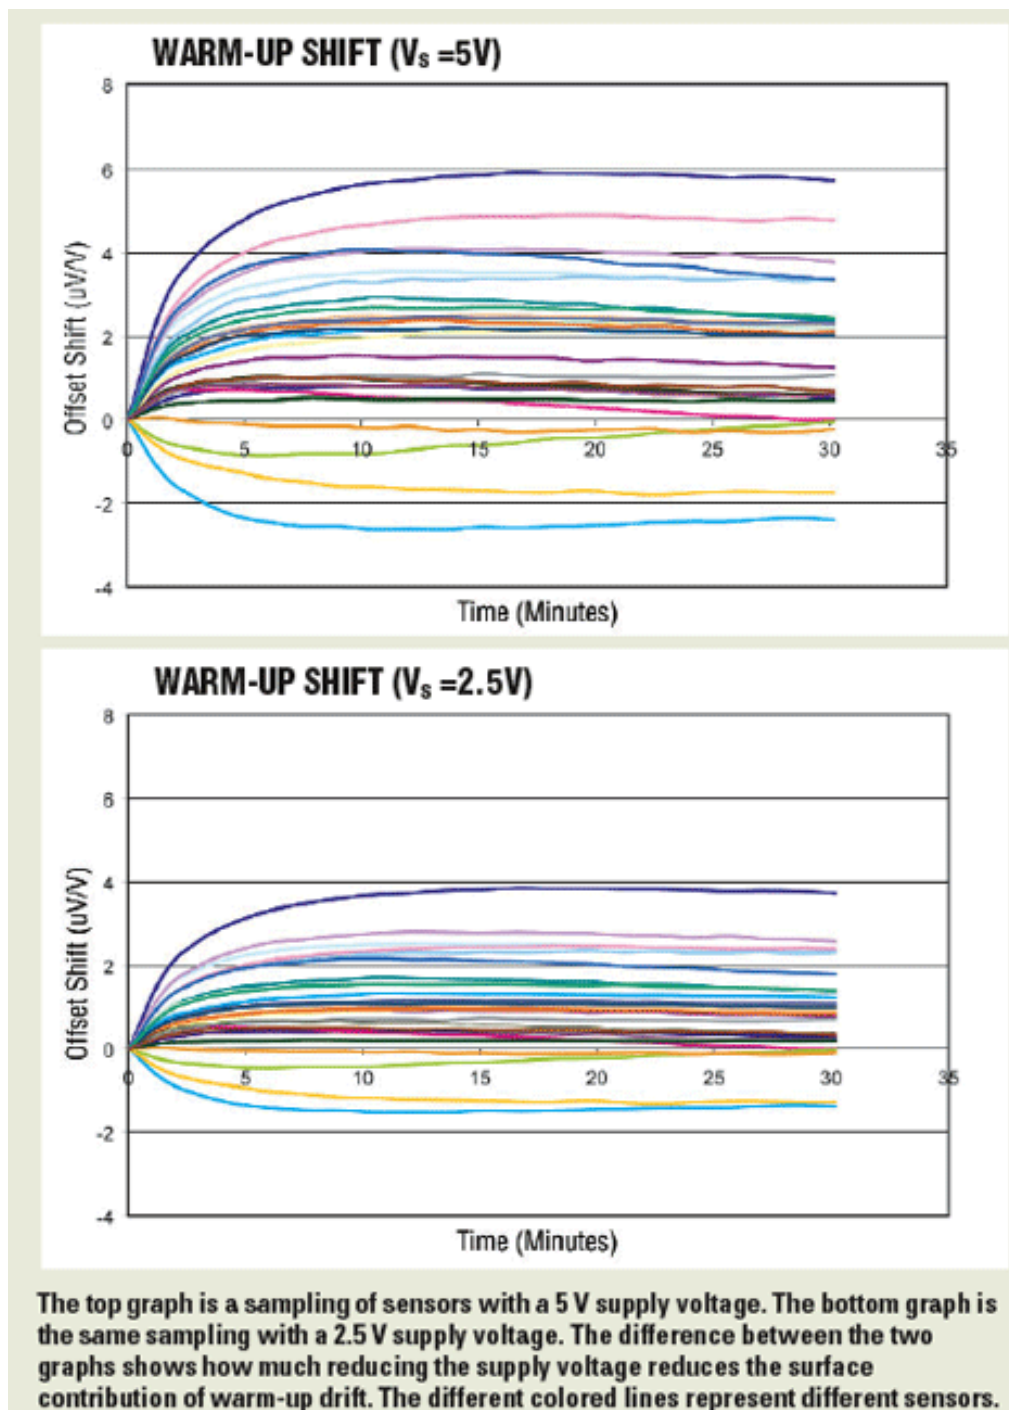 WARM-UP SHIFT (Vs =5V)
8
6
4
2
0
-2
-4
0 5 10 15 20 25 30 35
Offset Shift (uV/V)
Time (Minutes)
WARM-UP SHIFT (Vs =2.5V)
8
6
4
2
0
-2
-4
0 5 10 15 20 25 30 35
Offset Shift (uV/V)
Time (Minutes)
The top graph is a sampling of sensors with a 5 V supply voltage. The bottom graph is
the same sampling with a 2.5 V supply voltage. The difference between the two
graphs shows how much reducing the supply voltage reduces the surface
contribution of warm-up drift. The different colored lines represent different sensors.